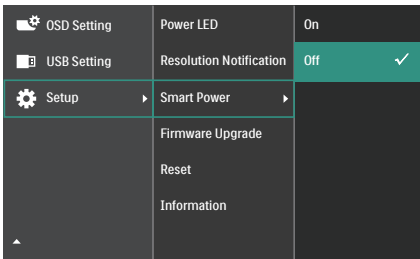 OSD Setting
USB Setting
Setup
Power LED
Resolution Notification
Smart Power
Firmware Upgrade
Reset
Information
On
Off